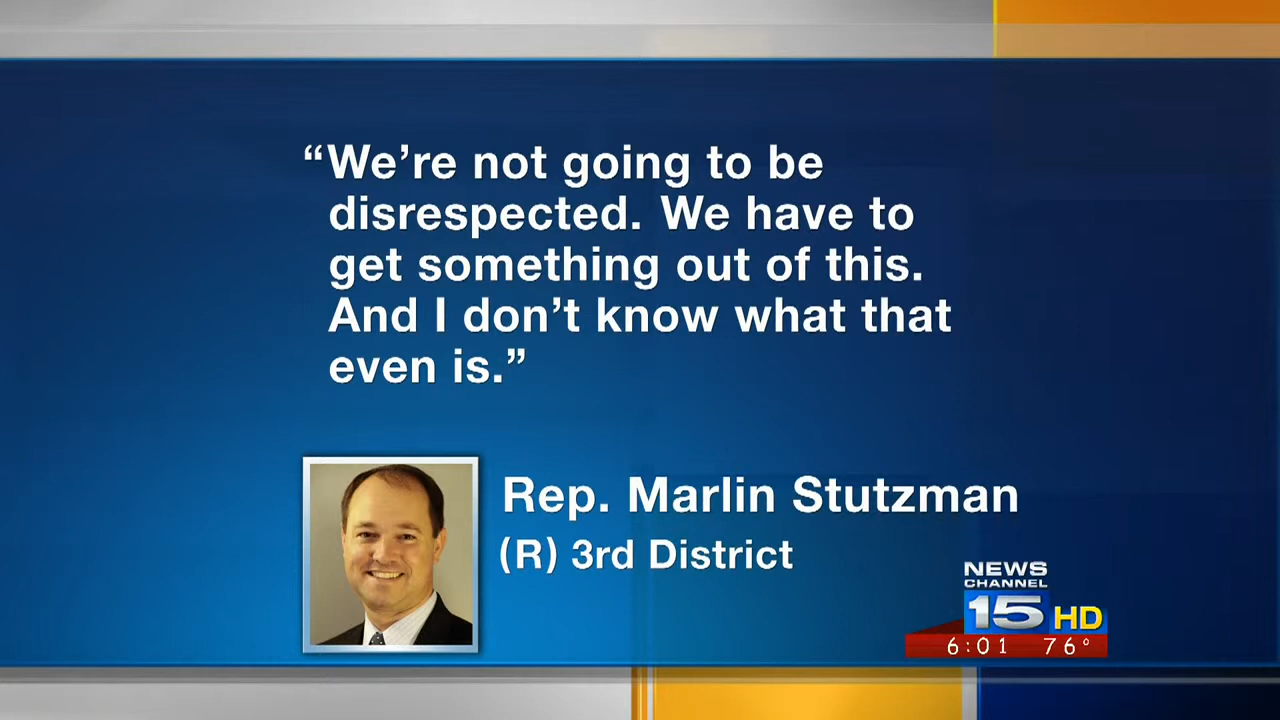 “We’re not going to be
disrespected. We have to
get something out of this.
And I don’t know what that
even is.”
Rep. Marlin Stutzman
(R) 3rd District
NEWS
CHANNEL
15 HD
6:01 76°